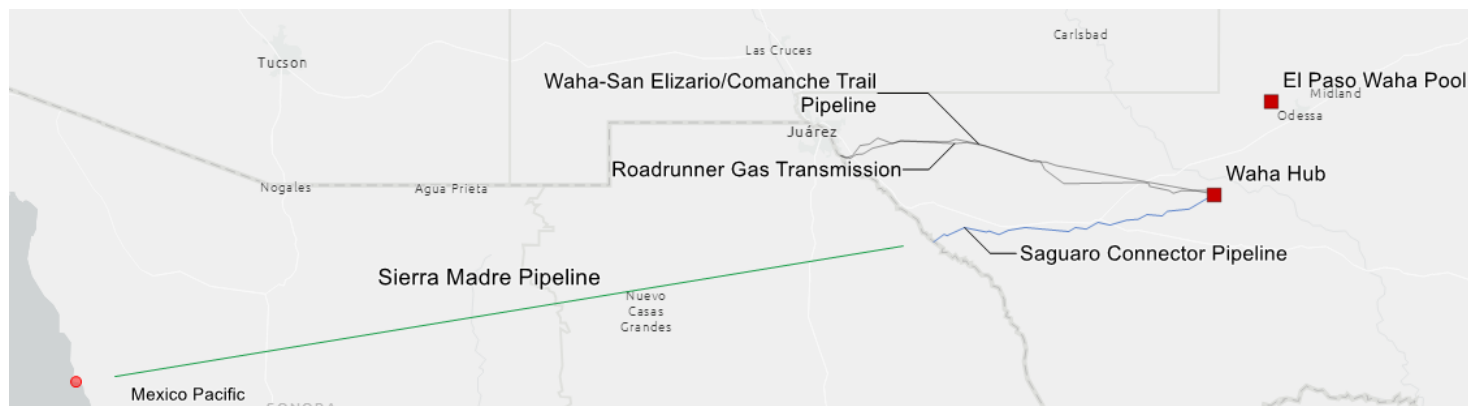 Carlsbad
Las Cruces
Tucson
Waha-San Elizario/Comanche Trail
Pipeline
El Paso Waha Pool
Midland
Odessa
Juárez
Roadrunner Gas Transmission
Waha Hub
Nogales
Agua Prieta
Saguaro Connector Pipeline
Sierra Madre Pipeline
Nuevo
Casas
Grandes
Mexico Pacific
SONORA